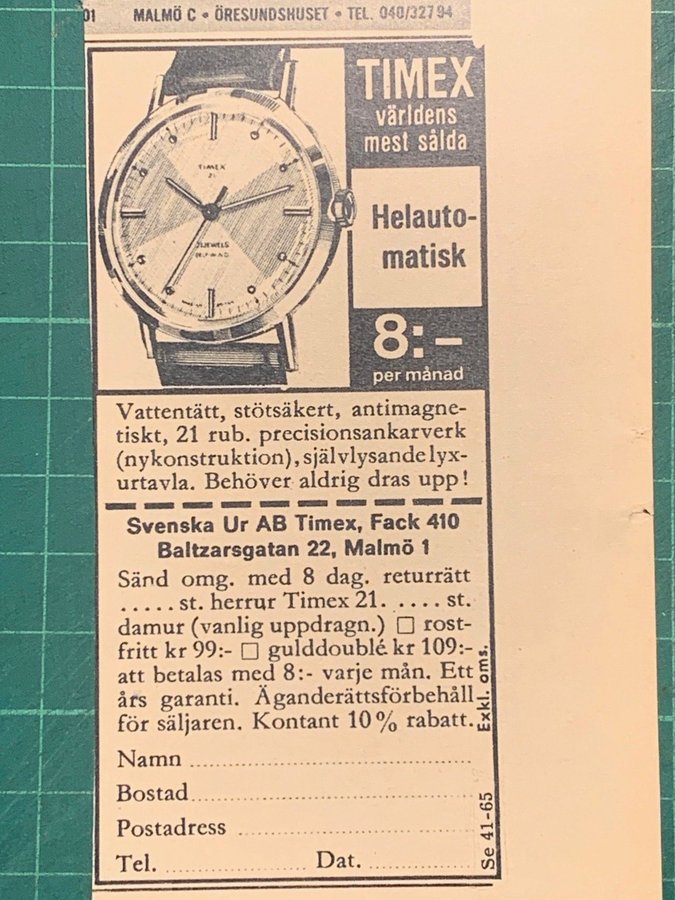 01 MALMÖ C • ÖRESUNDSHUSET • TEL. 040/32794
TIMEX
världens
mest sålda
TIMEX
21
21 JEWELS
SELF-WIND
Helauto-
matisk
8:-
per månad
Vattentätt, stötsäkert, antimagne-
tiskt, 21 rub. precisionsankarverk
(nykonstruktion), självlysande lyx-
urtavla. Behöver aldrig dras upp!
Svenska Ur AB Timex, Fack 410
Baltzarsgatan 22, Malmö 1
Sänd omg. med 8 dag. returrätt
..... st. herrur Timex 21. ..... st.
damur (vanlig uppdragn.) □ rost-
fritt kr 99:- □ gulddoublé kr 109:-
att betalas med 8:- varje mån. Ett
års garanti. Äganderättsförbehåll
för säljaren. Kontant 10% rabatt.
Exkl. oms.
Namn
Bostad
Postadress
Tel. Dat.
Se 41-65